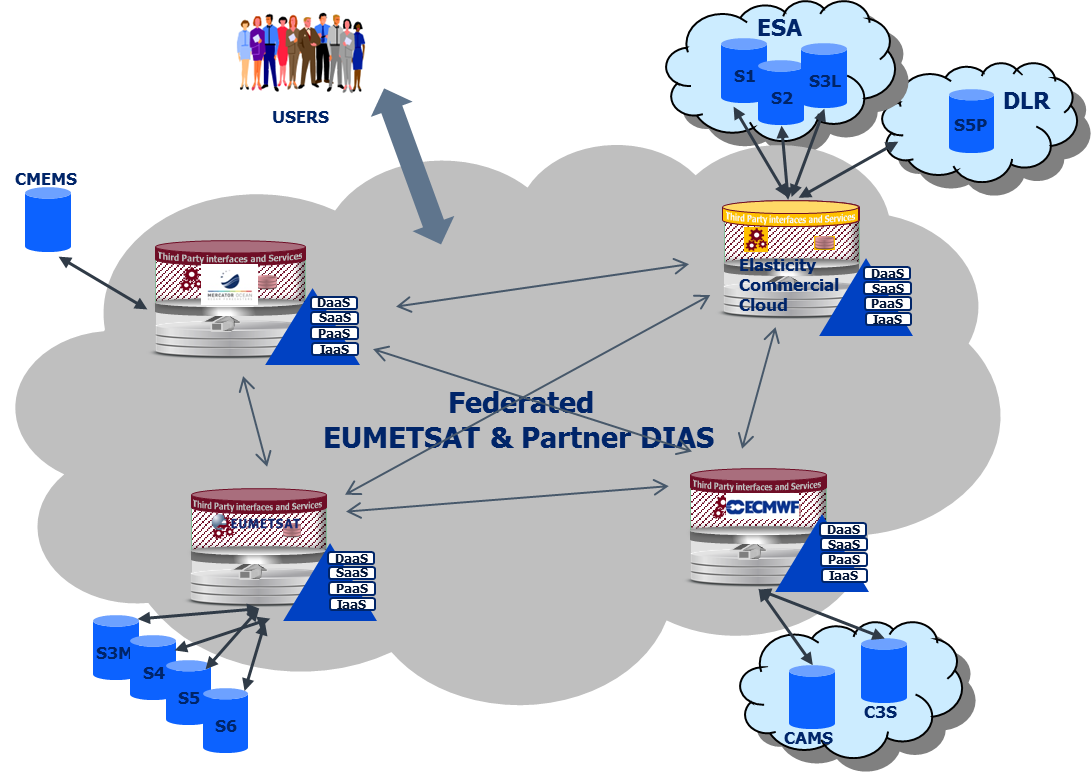 USERS
ESA
S1
S2
S3L
DLR
S5P
CMEMS
Third Party interfaces and Services
MERCATOR OCEAN
DaaS
SaaS
PaaS
IaaS
Third Party interfaces and Services
Elasticity
Commercial
Cloud
DaaS
SaaS
PaaS
IaaS
Federated
EUMETSAT & Partner DIAS
Third Party interfaces and Services
EUMETSAT
DaaS
SaaS
PaaS
IaaS
Third Party interfaces and Services
ECMWF
DaaS
SaaS
PaaS
IaaS
S3M
S4
S5
S6
CAMS
C3S